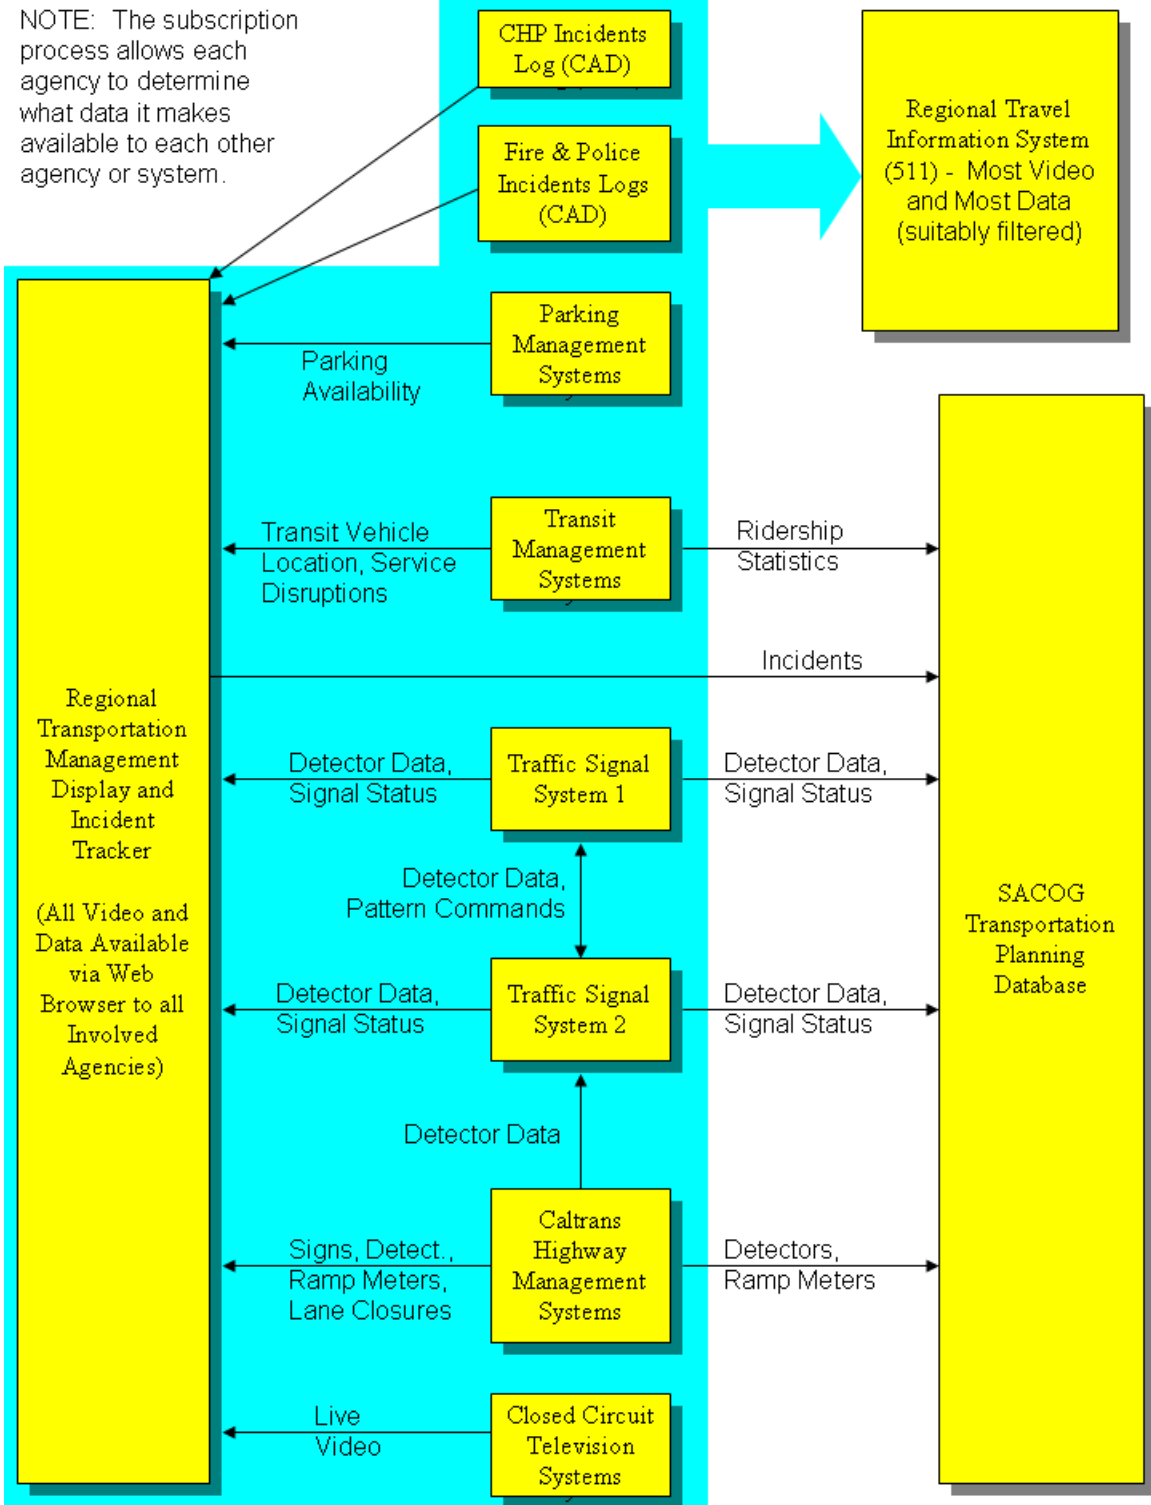 NOTE:  The subscription
process allows each
agency to determine
what data it makes
available to each other
agency or system.
CHP Incidents
Log (CAD)
Fire & Police
Incidents Logs
(CAD)
Regional Travel
Information System
(511) -  Most Video
and Most Data
(suitably filtered)
Parking
Management
Systems
Parking
Availability
Transit
Management
Systems
Transit Vehicle
Location, Service
Disruptions
Ridership
Statistics
Incidents
Regional
Transportation
Management
Display and
Incident
Tracker
(All Video and
Data Available
via Web
Browser to all
Involved
Agencies)
Detector Data,
Signal Status
Traffic Signal
System 1
Detector Data,
Signal Status
Detector Data,
Pattern Commands
SACOG
Transportation
Planning
Database
Detector Data,
Signal Status
Traffic Signal
System 2
Detector Data,
Signal Status
Detector Data
Signs, Detect.,
Ramp Meters,
Lane Closures
Caltrans
Highway
Management
Systems
Detectors,
Ramp Meters
Live
Video
Closed Circuit
Television
Systems